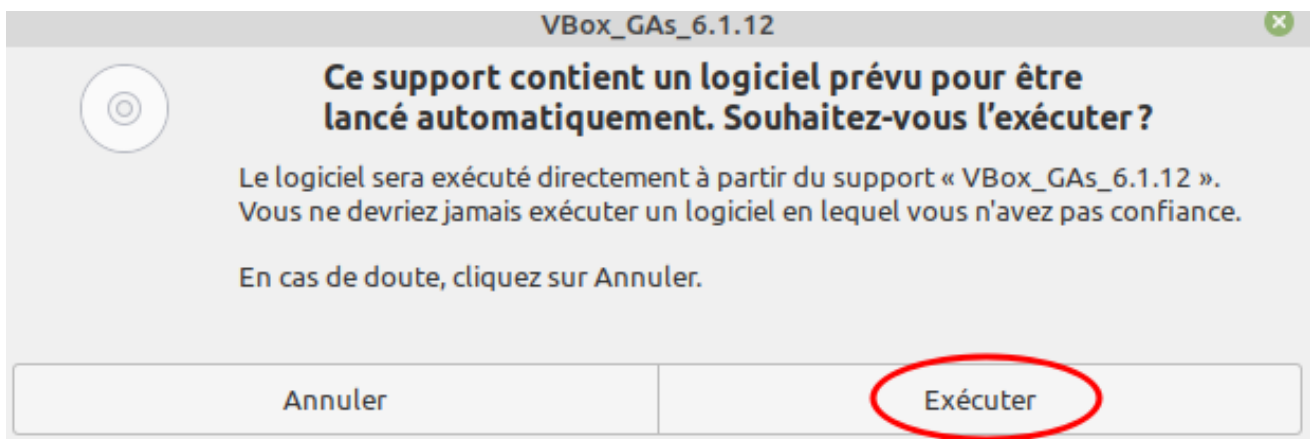 VBox_GAs_6.1.12
Ce support contient un logiciel prévu pour être
lancé automatiquement. Souhaitez-vous l’exécuter ?
Le logiciel sera exécuté directement à partir du support « VBox_GAs_6.1.12 ».
Vous ne devriez jamais exécuter un logiciel en lequel vous n'avez pas confiance.
En cas de doute, cliquez sur Annuler.
Annuler
Exécuter